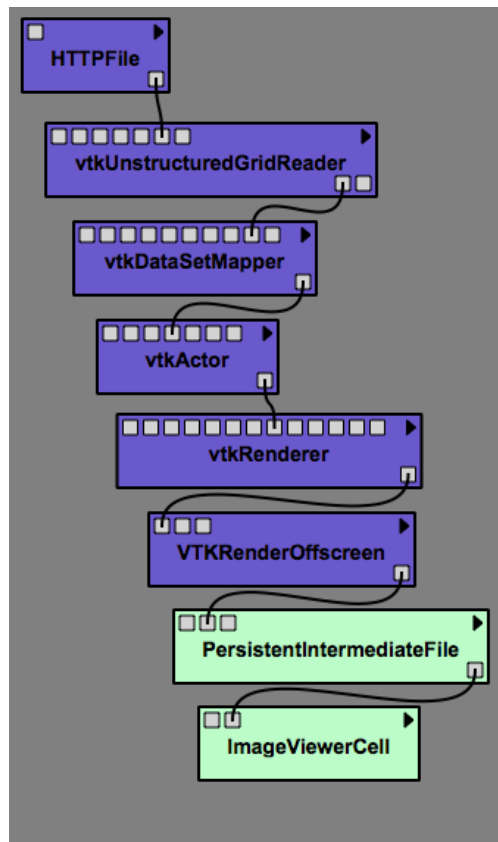 HTTPFile
vtkUnstructuredGridReader
vtkDataSetMapper
vtkActor
vtkRenderer
VTKRenderOffscreen
PersistentIntermediateFile
ImageViewerCell